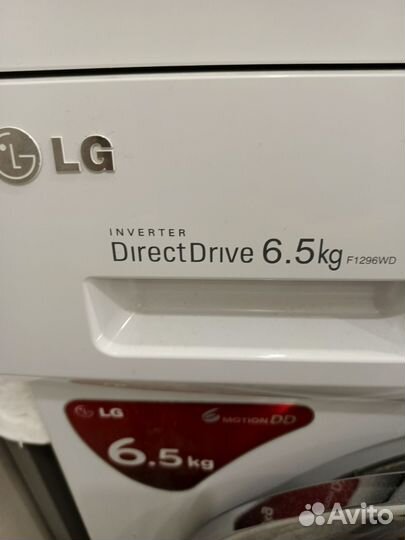 LG
INVERTER
DirectDrive 6.5kg F1296WD
LG
6 MOTION DD
6.5kg
Avito